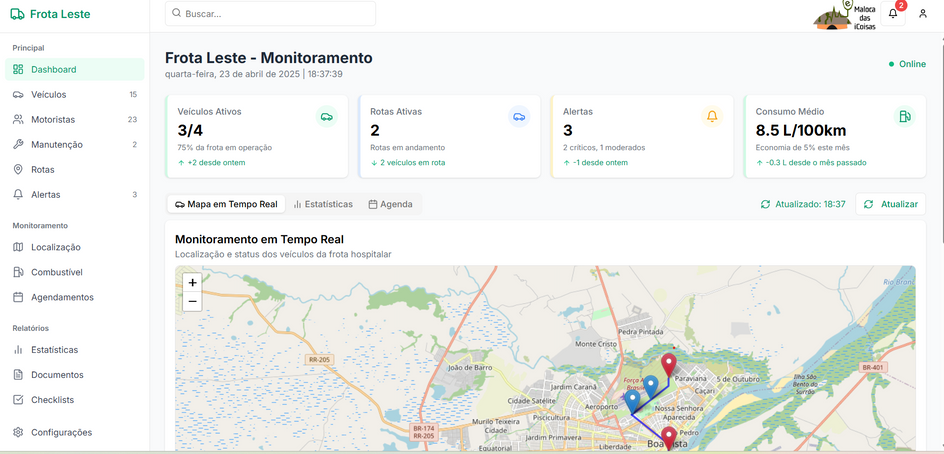 Frota Leste
Buscar...
Maloca
das
iCoisas
2
Principal
Dashboard
Veículos 15
Motoristas 23
Manutenção 2
Rotas
Alertas 3
Monitoramento
Localização
Combustível
Agendamentos
Relatórios
Estatísticas
Documentos
Checklists
Configurações
Frota Leste - Monitoramento
quarta-feira, 23 de abril de 2025 | 18:37:39
Online
Veículos Ativos
3/4
75% da frota em operação
↑ +2 desde ontem
Rotas Ativas
2
Rotas em andamento
↓ 2 veículos em rota
Alertas
3
2 críticos, 1 moderados
↑ -1 desde ontem
Consumo Médio
8.5 L/100km
Economia de 5% este mês
↑ -0.3 L desde o mês passado
Mapa em Tempo Real
Estatísticas
Agenda
Atualizado: 18:37
Atualizar
Monitoramento em Tempo Real
Localização e status dos veículos da frota hospitalar
+
−
Pedra Pintada
Monte Cristo
RR-205
João de Barro
BR-401
Paraviana
5 de Outubro
Jardim Caranã
Caçari
Ilha São
Bento do
Surrão
Cidade Satélite
Aeroporto
Nossa Senhora
Aparecida
Murilo Teixeira
Cidade
Piscicultura
BR-174
RR-205
Jardim Primavera
São Pedro
Liberdade
Boa Vista
Equatorial